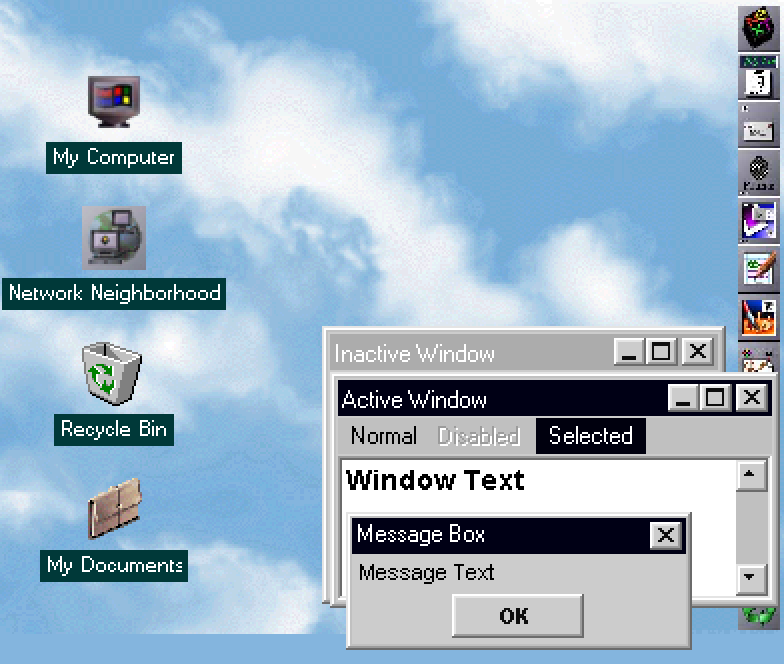 My Computer
Network Neighborhood
Recycle Bin
My Documents
Inactive Window
Active Window
Normal Disabled Selected
Window Text
Message Box
Message Text
OK